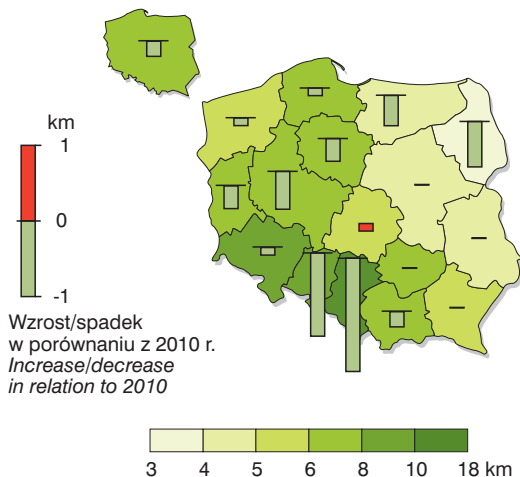 km
1
0
-1
Wzrost/spadek
w porównaniu z 2010 r.
Increase/decrease
in relation to 2010
3 4 5 6 8 10 18 km